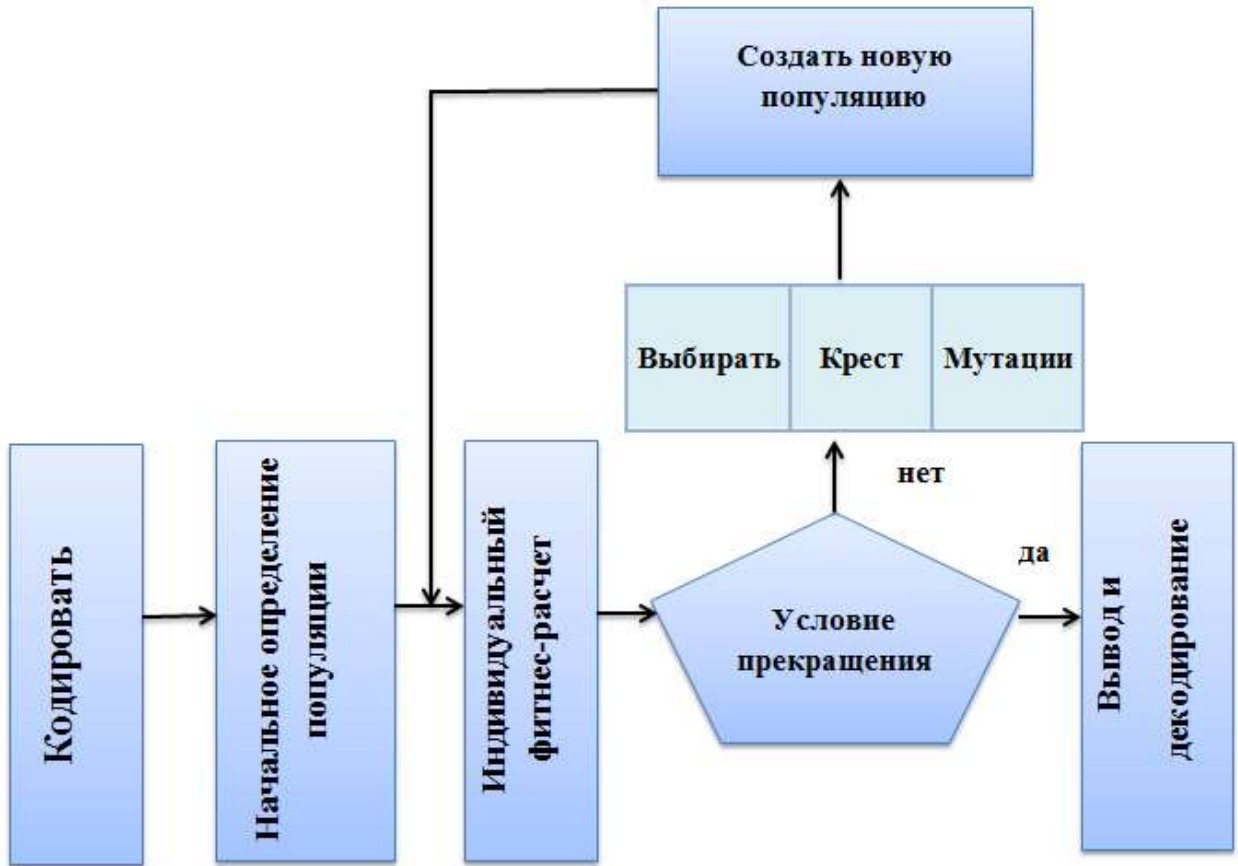 Создать новую
популяцию
Выбирать
Крест
Мутации
нет
да
Кодировать
Начальное определение
популяции
Индивидуальный
фитнес-расчет
Условие
прекращения
Вывод и
декодирование